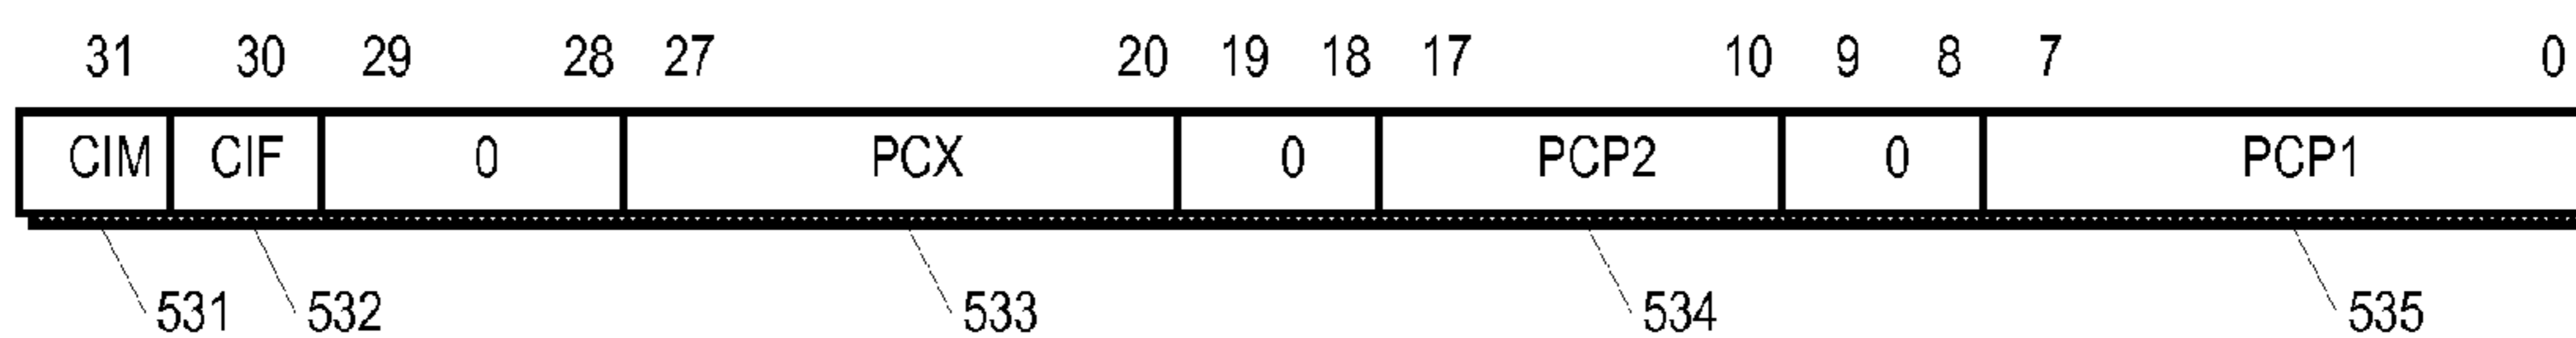 31 30 29 28 27 20 19 18 17 10 9 8 7 0
CIM CIF 0 PCX 0 PCP2 0 PCP1
531 532 533 534 535